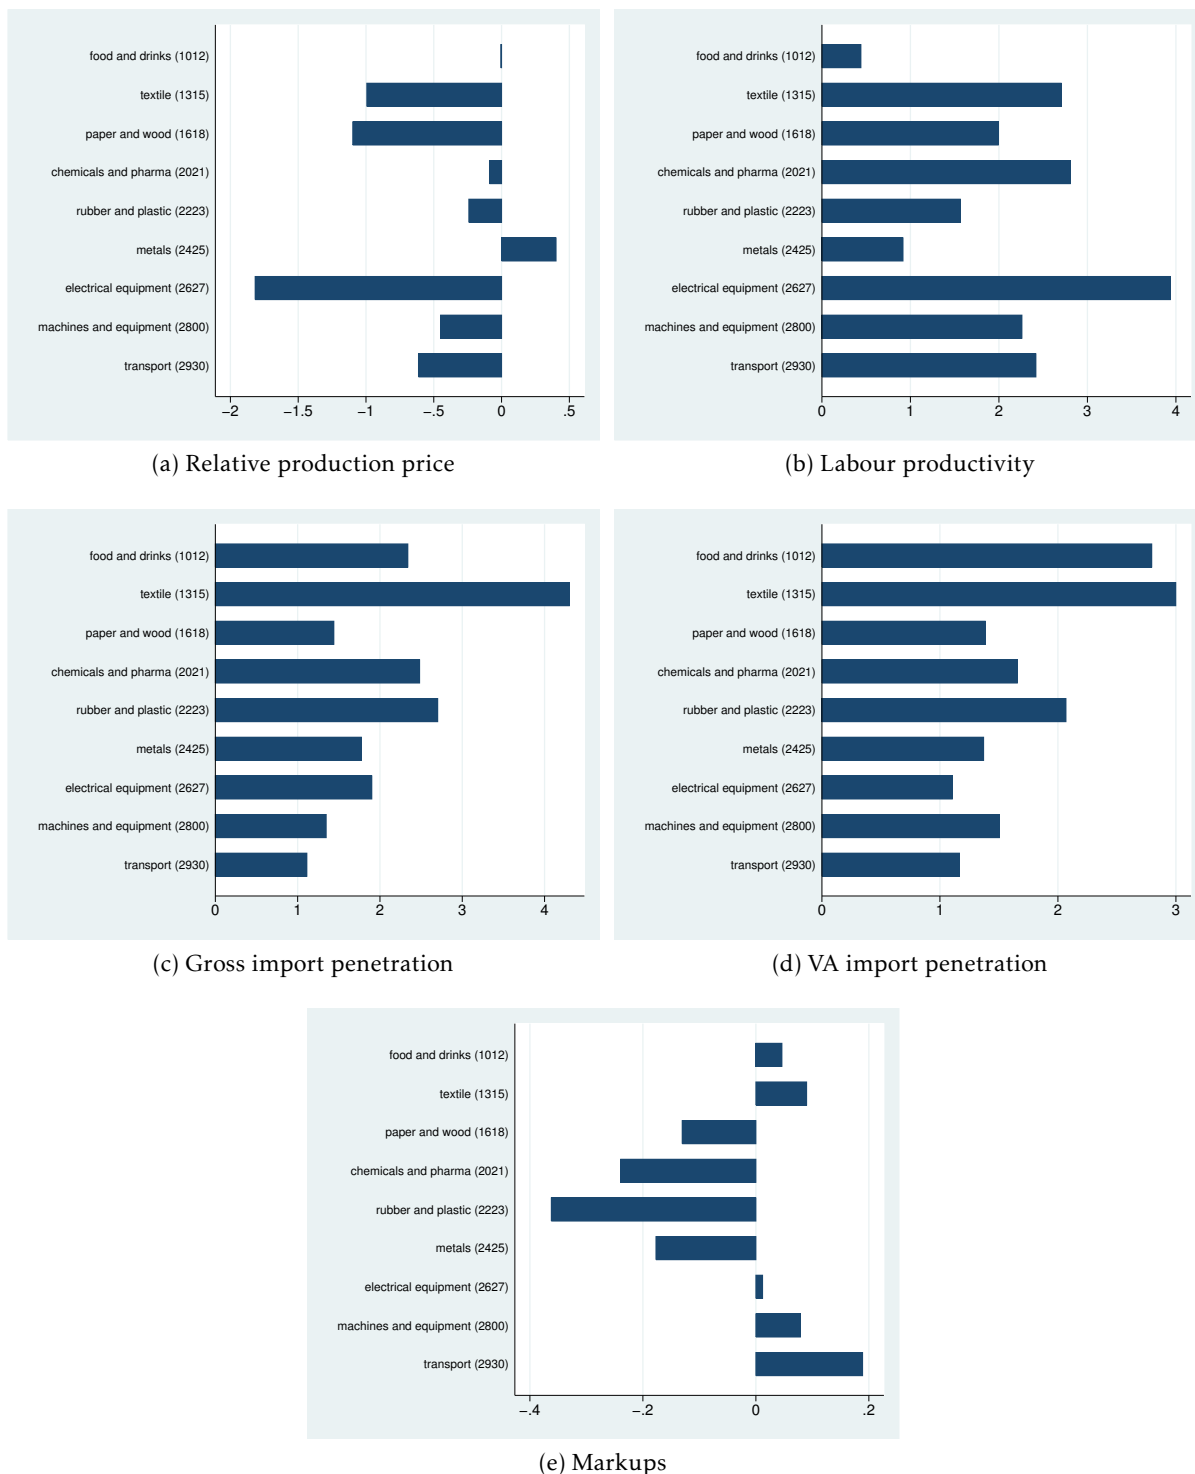 food and drinks (1012)
textile (1315)
paper and wood (1618)
chemicals and pharma (2021)
rubber and plastic (2223)
metals (2425)
electrical equipment (2627)
machines and equipment (2800)
transport (2930)
−2 −1.5 −1 −.5 0 .5
(a) Relative production price
food and drinks (1012)
textile (1315)
paper and wood (1618)
chemicals and pharma (2021)
rubber and plastic (2223)
metals (2425)
electrical equipment (2627)
machines and equipment (2800)
transport (2930)
0 1 2 3 4
(b) Labour productivity
food and drinks (1012)
textile (1315)
paper and wood (1618)
chemicals and pharma (2021)
rubber and plastic (2223)
metals (2425)
electrical equipment (2627)
machines and equipment (2800)
transport (2930)
0 1 2 3 4
(c) Gross import penetration
food and drinks (1012)
textile (1315)
paper and wood (1618)
chemicals and pharma (2021)
rubber and plastic (2223)
metals (2425)
electrical equipment (2627)
machines and equipment (2800)
transport (2930)
0 1 2 3
(d) VA import penetration
food and drinks (1012)
textile (1315)
paper and wood (1618)
chemicals and pharma (2021)
rubber and plastic (2223)
metals (2425)
electrical equipment (2627)
machines and equipment (2800)
transport (2930)
−.4 −.2 0 .2
(e) Markups